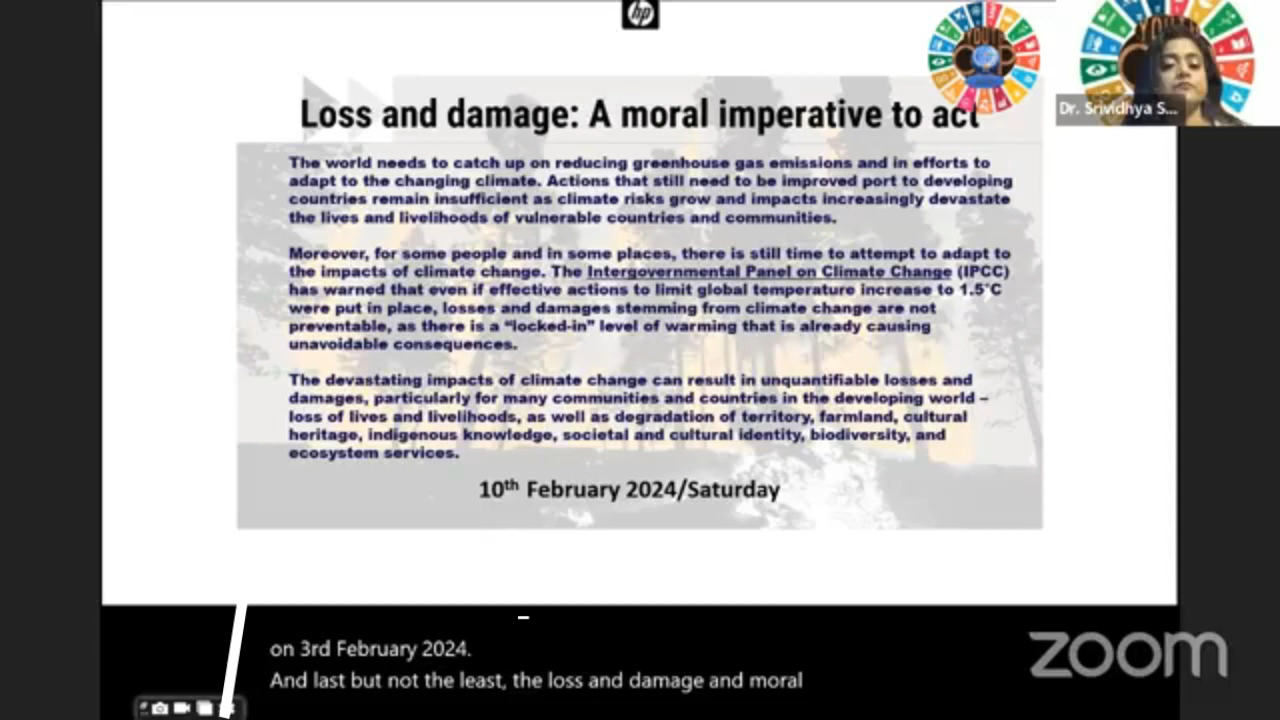 hp
YOUTH
COP
Loss and damage: A moral imperative to act
Dr. Srividhya S...
The world needs to catch up on reducing greenhouse gas emissions and in efforts to
adapt to the changing climate. Actions that still need to be improved port to developing
countries remain insufficient as climate risks grow and impacts increasingly devastate
the lives and livelihoods of vulnerable countries and communities.
Moreover, for some people and in some places, there is still time to attempt to adapt to
the impacts of climate change. The Intergovernmental Panel on Climate Change (IPCC)
has warned that even if effective actions to limit global temperature increase to 1.5°C
were put in place, losses and damages stemming from climate change are not
preventable, as there is a “locked-in” level of warming that is already causing
unavoidable consequences.
The devastating impacts of climate change can result in unquantifiable losses and
damages, particularly for many communities and countries in the developing world –
loss of lives and livelihoods, as well as degradation of territory, farmland, cultural
heritage, indigenous knowledge, societal and cultural identity, biodiversity, and
ecosystem services.
10th February 2024/Saturday
on 3rd February 2024.
And last but not the least, the loss and damage and moral
zoom